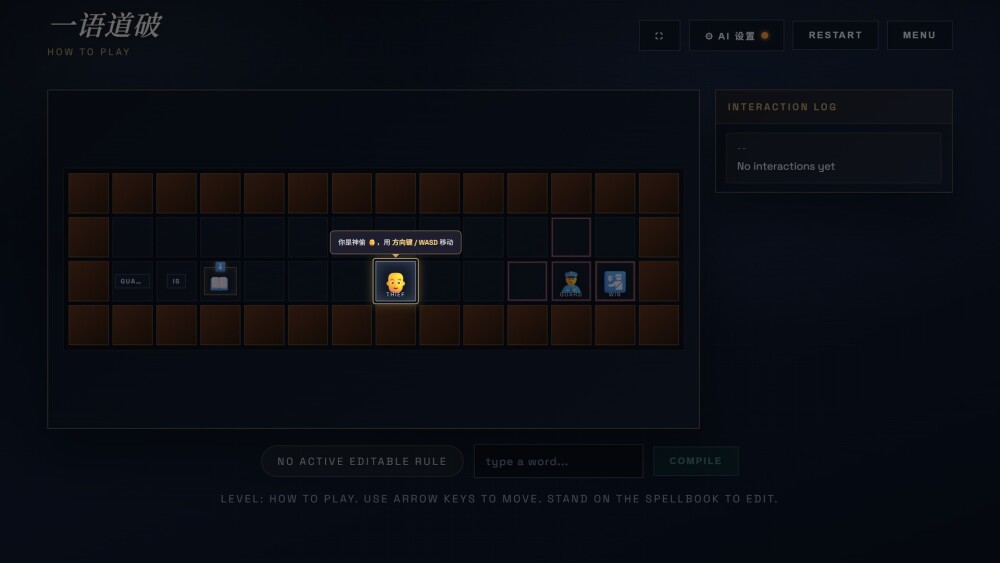 一语道破
HOW TO PLAY
⚙ AI 设置
RESTART
MENU
INTERACTION LOG
--
No interactions yet
你是神偷 ，用 方向键 / WASD 移动
GUA...
IS
THIEF
GUARD
WIN
NO ACTIVE EDITABLE RULE
type a word...
COMPILE
LEVEL: HOW TO PLAY. USE ARROW KEYS TO MOVE. STAND ON THE SPELLBOOK TO EDIT.